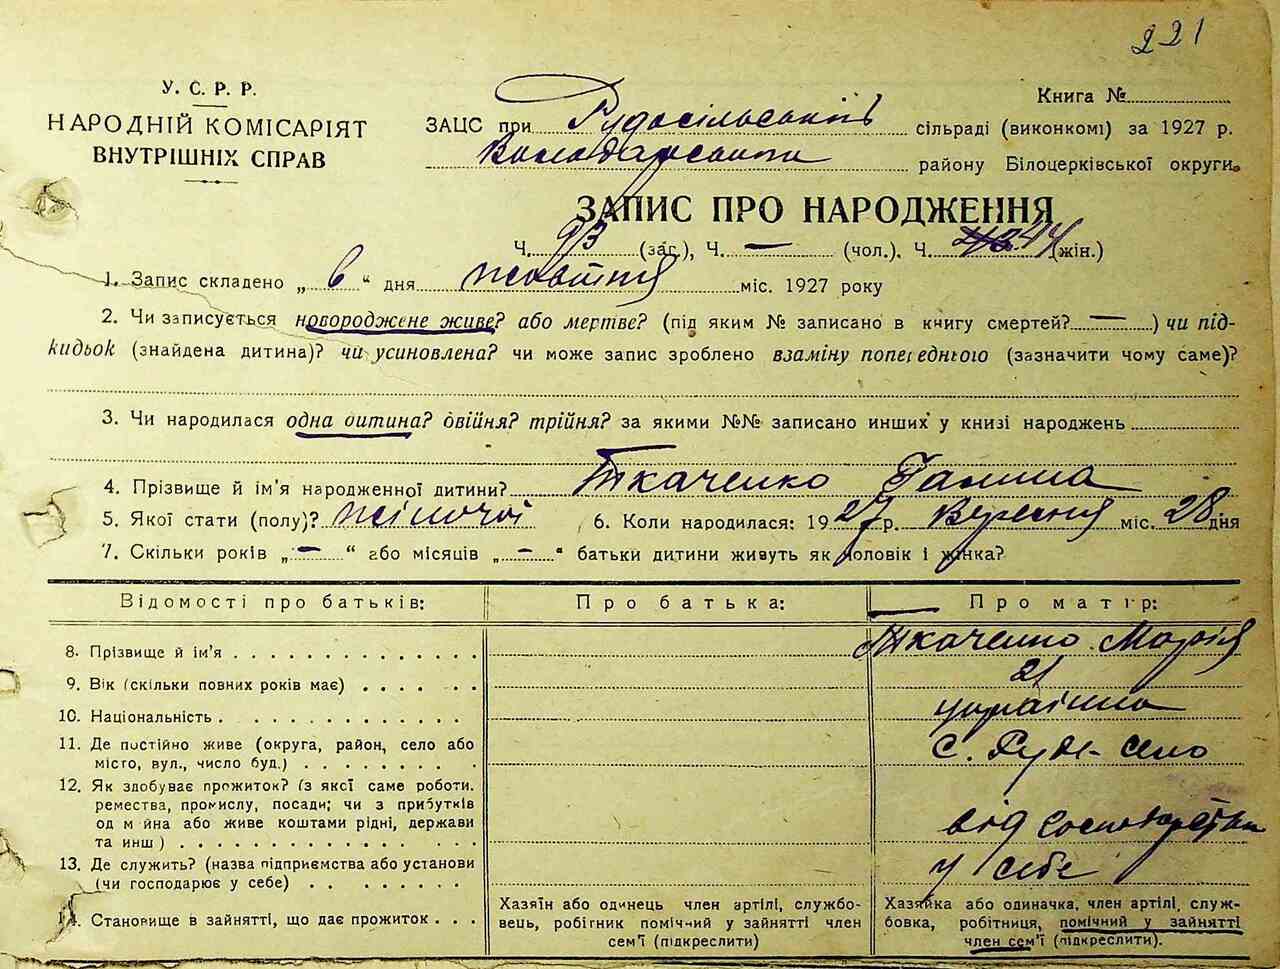 221
У. С. Р. Р.
НАРОДНІЙ КОМІСАРІЯТ
ВНУТРІШНІХ СПРАВ
Книга №
ЗАЦС при Рудосільській сільраді (виконкомі) за 1927 р.
Володарського району Білоцерківської округи.
ЗАПИС ПРО НАРОДЖЕННЯ
Ч. 93 (заг.), Ч. — (чол.), Ч. 44 (жін.)
1. Запис складено „ 6 “ дня жовтня міс. 1927 року
2. Чи записується новороджене живе? або мертве? (під яким № записано в книгу смертей? — ) чи під-
кидьок (знайдена дитина)? чи усиновлена? чи може запис зроблено взаміну попереднього (зазначити чому саме)?
3. Чи народилася одна дитина? двійня? трійня? за якими №№ записано инших у книзі народжень
4. Прізвище й ім'я народженної дитини? Ткаченко Галина
5. Якої стати (полу)? жіночої 6. Коли народилася: 1927 р. Вересня міс. 28 дня
7. Скільки років „ — “ або місяців „ — “ батьки дитини живуть як чоловік і жінка?
Відомості про батьків: Про батька: Про матір:
8. Прізвище й ім'я Ткаченко Марія
9. Вік (скільки повних років має) 21
10. Національність українка
11. Де постійно живе (округа, район, село або
місто, вул., число буд.) с. Руде-село
12. Як здобуває прожиток? (з якої саме роботи,
ремества, промислу, посади; чи з прибутків
од майна або живе коштами рідні, держави
та инш) від господарства
13. Де служить? (назва підприємства або установи
(чи господарює у себе) у себе
14. Становище в зайнятті, що дає прожиток
Хазяїн або одинець член артілі, службо-
вець, робітник помічний у зайнятті член
сем'ї (підкреслити)
Хазяйка або одиначка, член артілі, служ-
бовка, робітниця, помічний у зайнятті
член сем'ї (підкреслити).